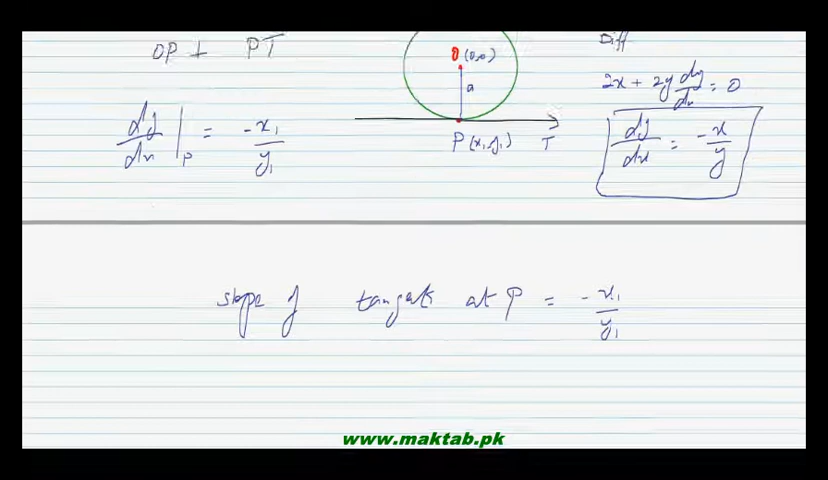 OP ⊥ PT
O (0,0)
a
P (x₁,y₁) T
Diff
2x + 2y dy/dx = 0
dy/dx = -x/y
dy/dx |P = -x₁/y₁
slope of tangent at P = -x₁/y₁
www.maktab.pk